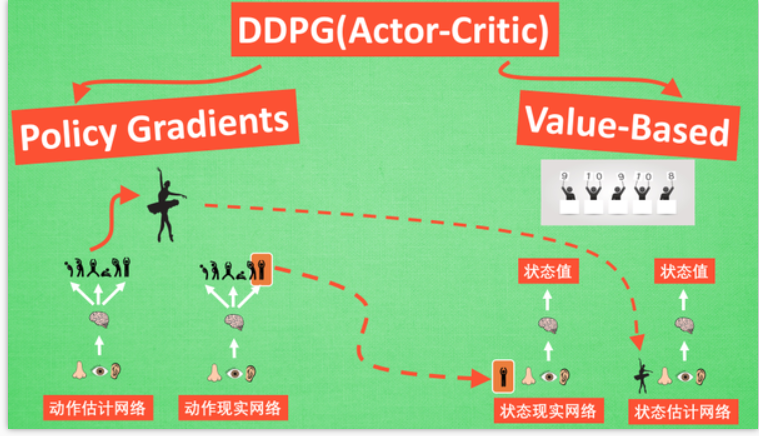 DDPG(Actor-Critic)
Policy Gradients
Value-Based
9 10 9 10 8
状态值
状态值
动作估计网络
动作现实网络
状态现实网络
状态估计网络